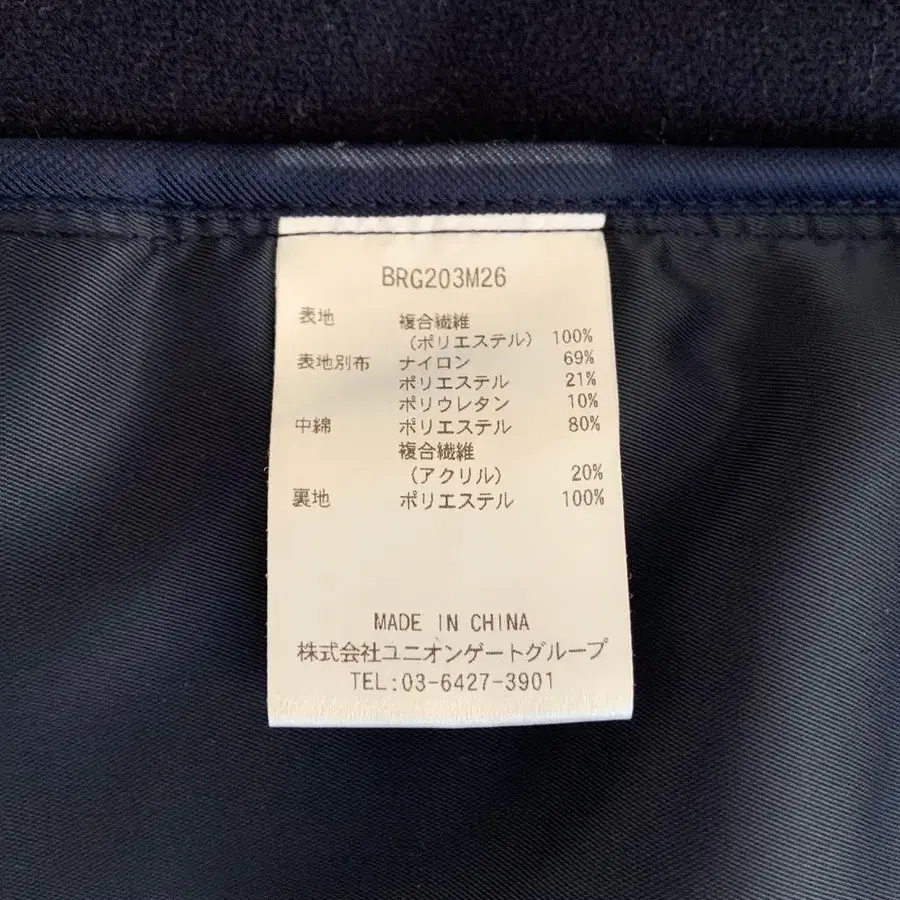 BRG203M26
表地 複合繊維
（ポリエステル） 100%
表地別布 ナイロン 69%
ポリエステル 21%
ポリウレタン 10%
中綿 ポリエステル 80%
複合繊維
（アクリル） 20%
裏地 ポリエステル 100%
MADE IN CHINA
株式会社ユニオンゲートグループ
TEL:03-6427-3901